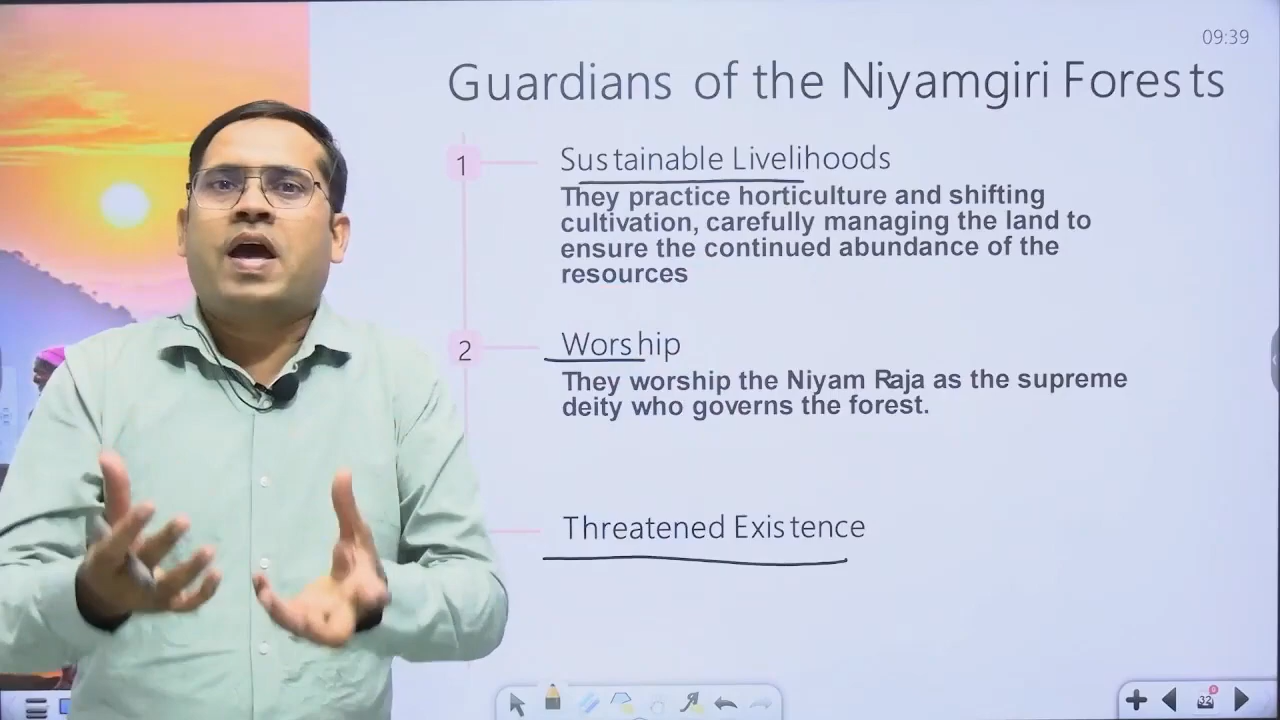 09:39
Guardians of the Niyamgiri Forests
1
Sustainable Livelihoods
They practice horticulture and shifting
cultivation, carefully managing the land to
ensure the continued abundance of the
resources
2
Worship
They worship the Niyam Raja as the supreme
deity who governs the forest.
Threatened Existence
32